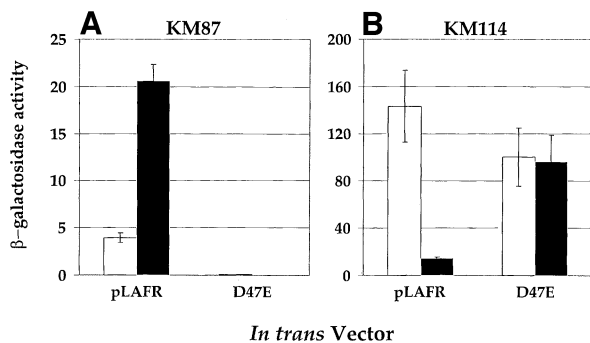 A KM87
B KM114
β-galactosidase activity
25
20
15
10
5
0
200
160
120
80
40
0
pLAFR D47E
pLAFR D47E
In trans Vector